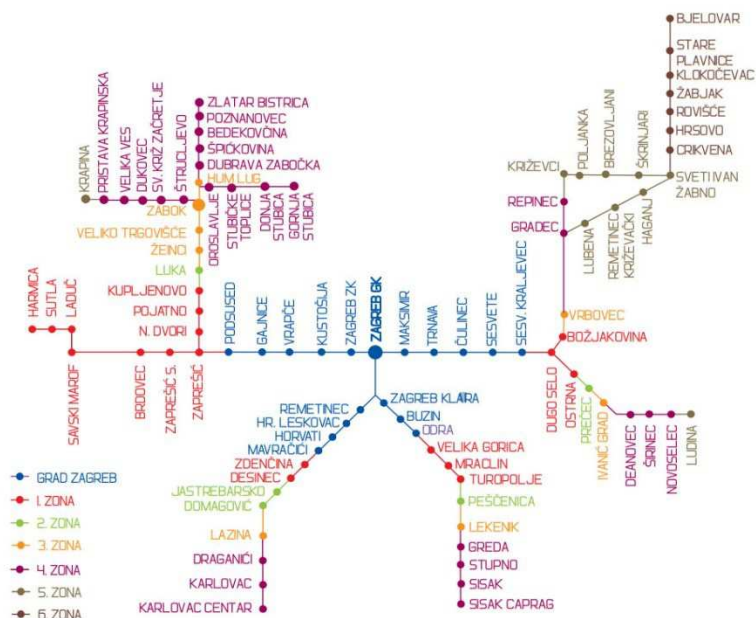 BJELOVAR
STARE
PLAVNICE
KLOKOČEVAC
ŽABJAK
ROVIŠĆE
HRSOVO
CRIKVENA
SVETI IVAN
ŽABNO
POLJANKA
BREZOVLJANI
ŠKRINJARI
KRIŽEVCI
REPINEC
GRADEC
LUBENA
REMETINEC
KRIŽEVAČKI
HAGANJ
VRBOVEC
BOŽJAKOVINA
ZLATAR BISTRICA
POZNANOVEC
BEDEKOVČINA
ŠPIČKOVINA
DUBRAVA ZABOČKA
HUM LUG
KRAPINA
PRISTAVA KRAPINSKA
VELIKA VES
ĐUKOVEC
SV. KRIŽ ZAČRETJE
ŠTRUCLJEVO
ZABOK
OROSLAVJE
STUBIČKE
TOPLICE
DONJA
STUBICA
GORNJA
STUBICA
VELIKO TRGOVIŠĆE
ŽEINCI
LUKA
KUPLJENOVO
POJATNO
N. DVORI
HARMICA
SUTLA
LADUČ
SAVSKI MAROF
BRDOVEC
ZAPREŠIĆ S.
ZAPREŠIĆ
PODSUSED
GAJNICE
VRAPČE
KUSTOŠIJA
ZAGREB ZK
ZAGREB GK
MAKSIMIR
TRNAVA
ČULINEC
SESVETE
SESV. KRALJEVEC
DUGO SELO
OSTRNA
PREČEC
IVANIĆ GRAD
DEANOVEC
ŠIRINEC
NOVOSELEC
LUDINA
REMETINEC
HR. LESKOVAC
HORVATI
MAVRAČIĆI
ZDENČINA
DESINEC
JASTREBARSKO
DOMAGOVIĆ
LAZINA
DRAGANIĆI
KARLOVAC
KARLOVAC CENTAR
ZAGREB KLARA
BUZIN
ODRA
VELIKA GORICA
MRACLIN
TUROPOLJE
PEŠĆENICA
LEKENIK
GREDA
STUPNO
SISAK
SISAK CAPRAG
GRAD ZAGREB
1. ZONA
2. ZONA
3. ZONA
4. ZONA
5. ZONA
6. ZONA